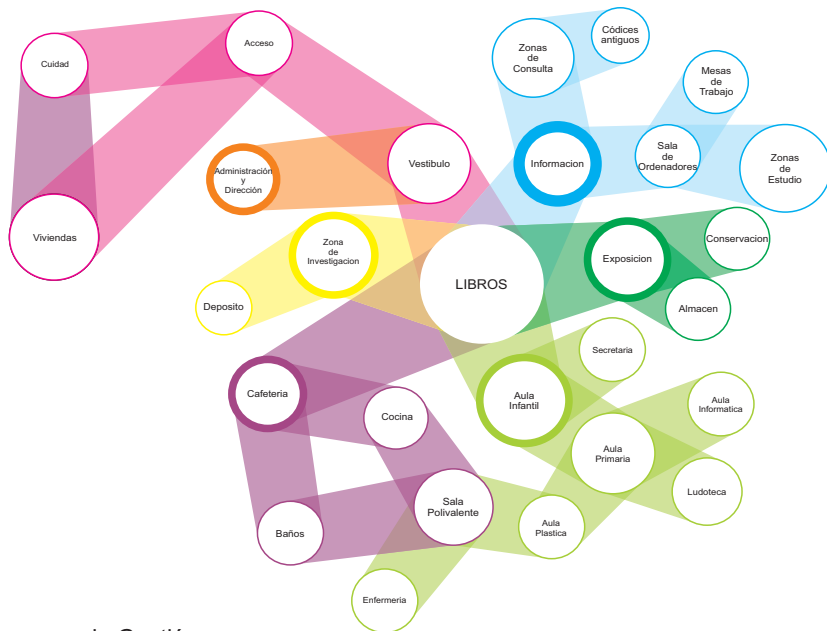 Cuidad
Acceso
Códices
antiguos
Zonas
de
Consulta
Mesas
de
Trabajo
Administración
y
Dirección
Vestibulo
Informacion
Sala
de
Ordenadores
Zonas
de
Estudio
Viviendas
Zona
de
Investigacion
LIBROS
Exposicion
Conservacion
Deposito
Almacen
Secretaria
Cafeteria
Aula
Infantil
Cocina
Aula
Informatica
Aula
Primaria
Ludoteca
Sala
Polivalente
Baños
Aula
Plastica
Enfermeria